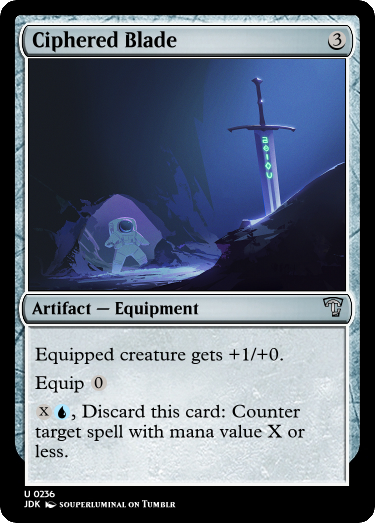 Ciphered Blade 3
Artifact — Equipment
Equipped creature gets +1/+0.
Equip 0
X, Discard this card: Counter
target spell with mana value X or
less.
U 0236
JDK SOUPERLUMINAL ON TUMBLR